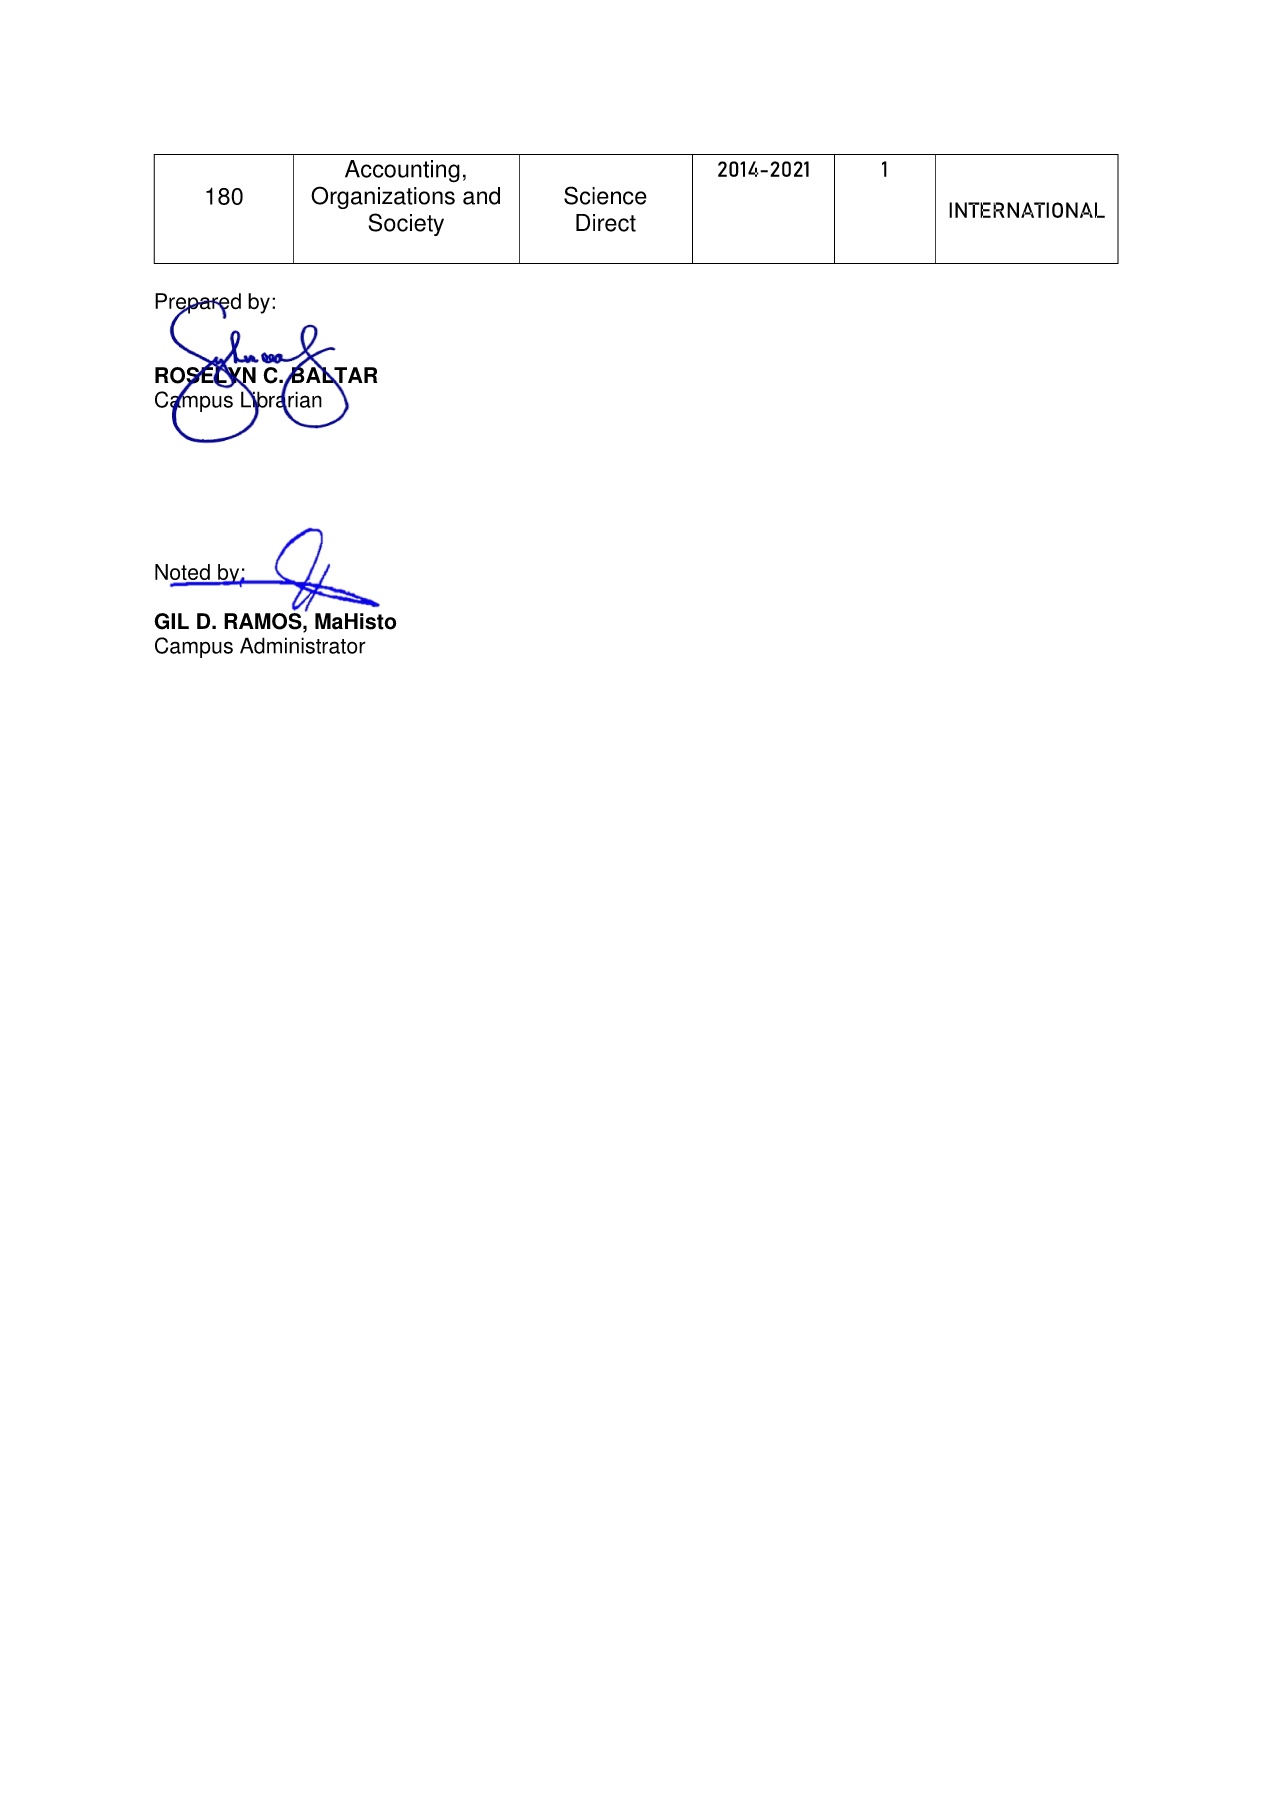 180
Accounting,
Organizations and
Society
Science
Direct
2014-2021
1
INTERNATIONAL
Prepared by:
ROSELYN C. BALTAR
Campus Librarian
Noted by:
GIL D. RAMOS, MaHisto
Campus Administrator